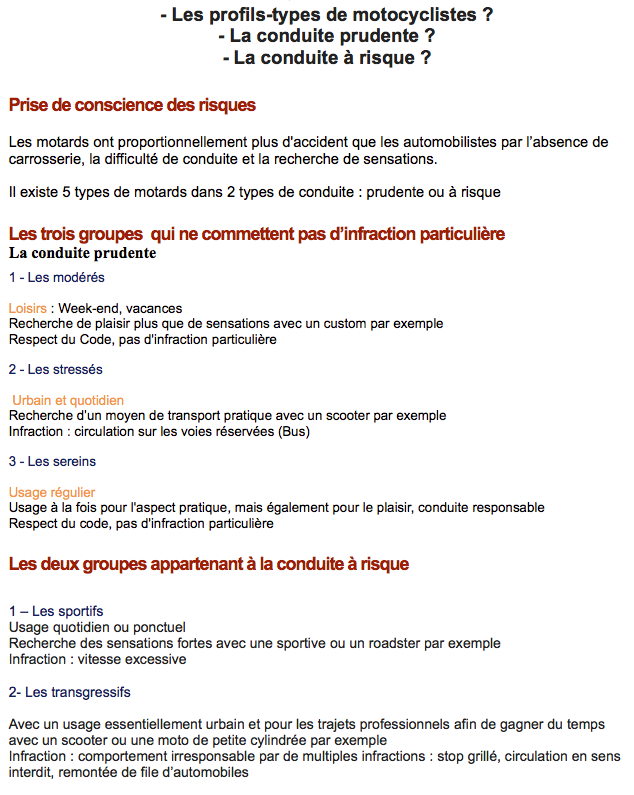 - Les profils-types de motocyclistes ?
- La conduite prudente ?
- La conduite à risque ?
Prise de conscience des risques
Les motards ont proportionnellement plus d'accident que les automobilistes par l'absence de
carrosserie, la difficulté de conduite et la recherche de sensations.
Il existe 5 types de motards dans 2 types de conduite : prudente ou à risque
Les trois groupes qui ne commettent pas d'infraction particulière
La conduite prudente
1 - Les modérés
Loisirs : Week-end, vacances
Recherche de plaisir plus que de sensations avec un custom par exemple
Respect du Code, pas d'infraction particulière
2 - Les stressés
Urbain et quotidien
Recherche d'un moyen de transport pratique avec un scooter par exemple
Infraction : circulation sur les voies réservées (Bus)
3 - Les sereins
Usage régulier
Usage à la fois pour l'aspect pratique, mais également pour le plaisir, conduite responsable
Respect du code, pas d'infraction particulière
Les deux groupes appartenant à la conduite à risque
1 – Les sportifs
Usage quotidien ou ponctuel
Recherche des sensations fortes avec une sportive ou un roadster par exemple
Infraction : vitesse excessive
2- Les transgressifs
Avec un usage essentiellement urbain et pour les trajets professionnels afin de gagner du temps
avec un scooter ou une moto de petite cylindrée par exemple
Infraction : comportement irresponsable par de multiples infractions : stop grillé, circulation en sens
interdit, remontée de file d'automobiles